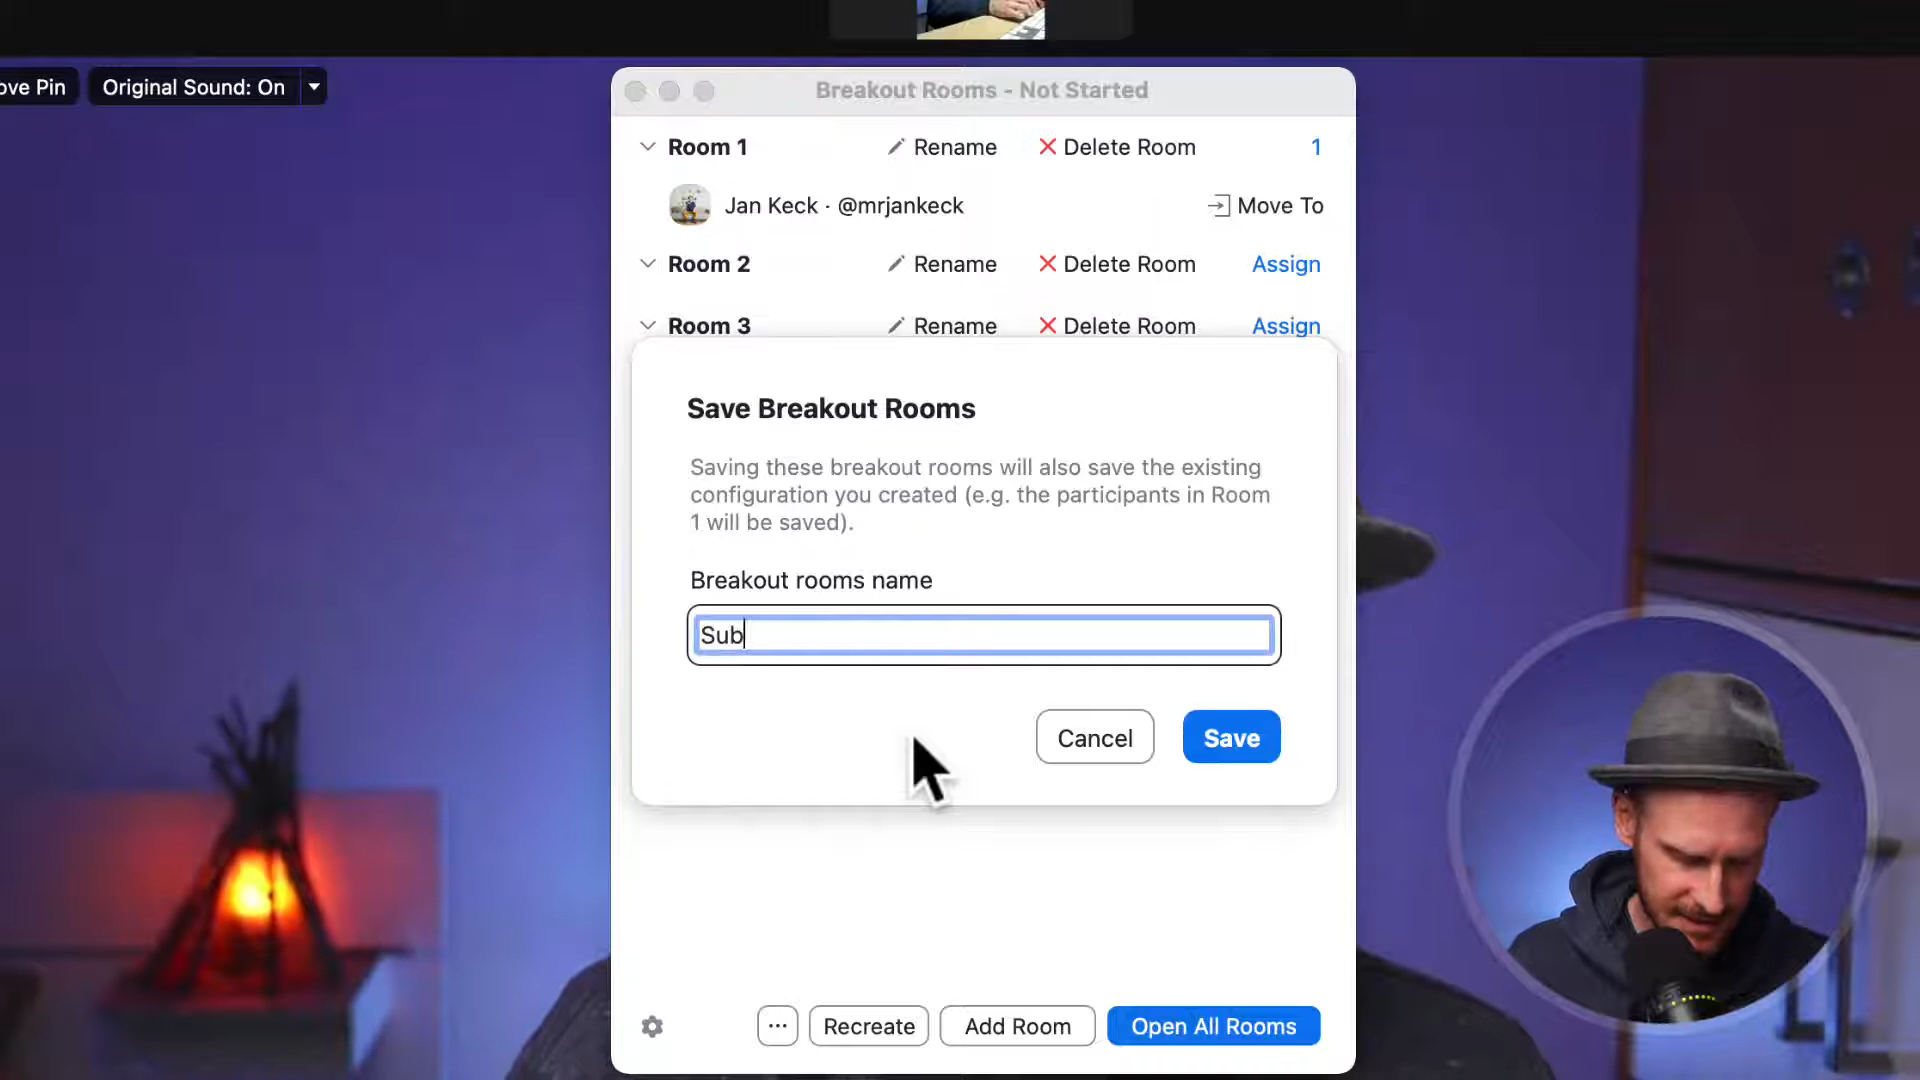 ove Pin
Original Sound: On
Breakout Rooms - Not Started
Room 1 Rename Delete Room 1
Jan Keck · @mrjankeck Move To
Room 2 Rename Delete Room Assign
Room 3 Rename Delete Room Assign
Save Breakout Rooms
Saving these breakout rooms will also save the existing
configuration you created (e.g. the participants in Room
1 will be saved).
Breakout rooms name
Sub
Cancel Save
... Recreate Add Room Open All Rooms